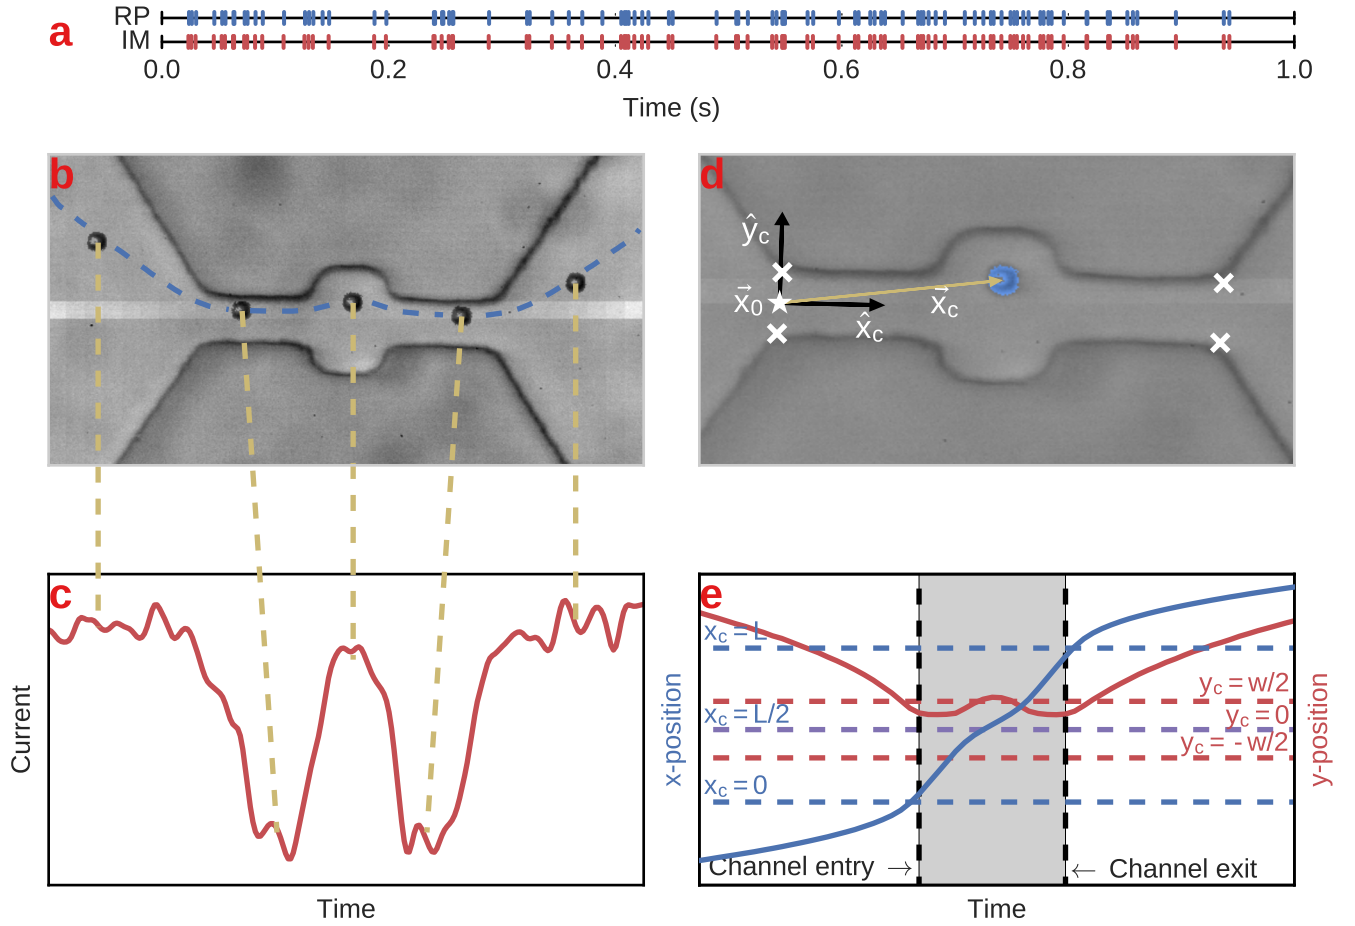 a
RP
IM
0.0 0.2 0.4 0.6 0.8 1.0
Time (s)
b
c
Current
Time
d
ŷc
x⃗0
x⃗c
x̂c
e
xc = L
xc = L/2
xc = 0
yc = w/2
yc = 0
yc = - w/2
x-position
y-position
Channel entry →
← Channel exit
Time